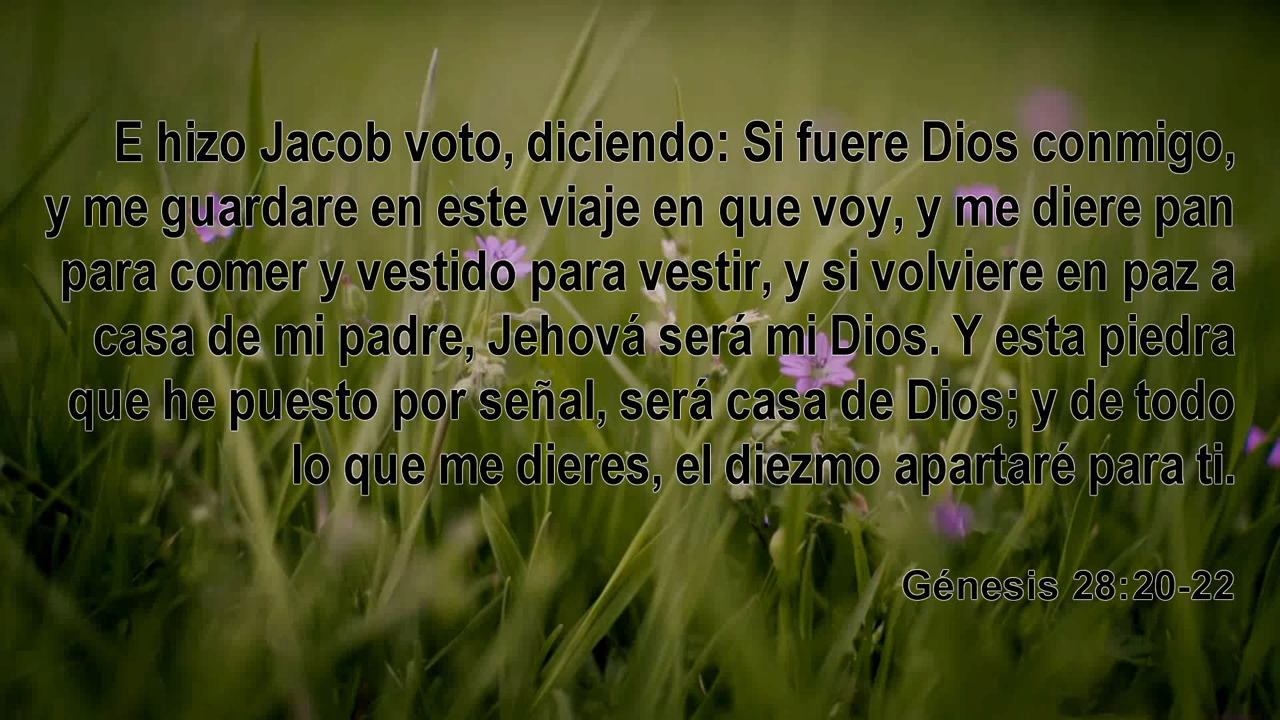 E hizo Jacob voto, diciendo: Si fuere Dios conmigo,
y me guardare en este viaje en que voy, y me diere pan
para comer y vestido para vestir, y si volviere en paz a
casa de mi padre, Jehová será mi Dios. Y esta piedra
que he puesto por señal, será casa de Dios; y de todo
lo que me dieres, el diezmo apartaré para ti.
Génesis 28:20-22